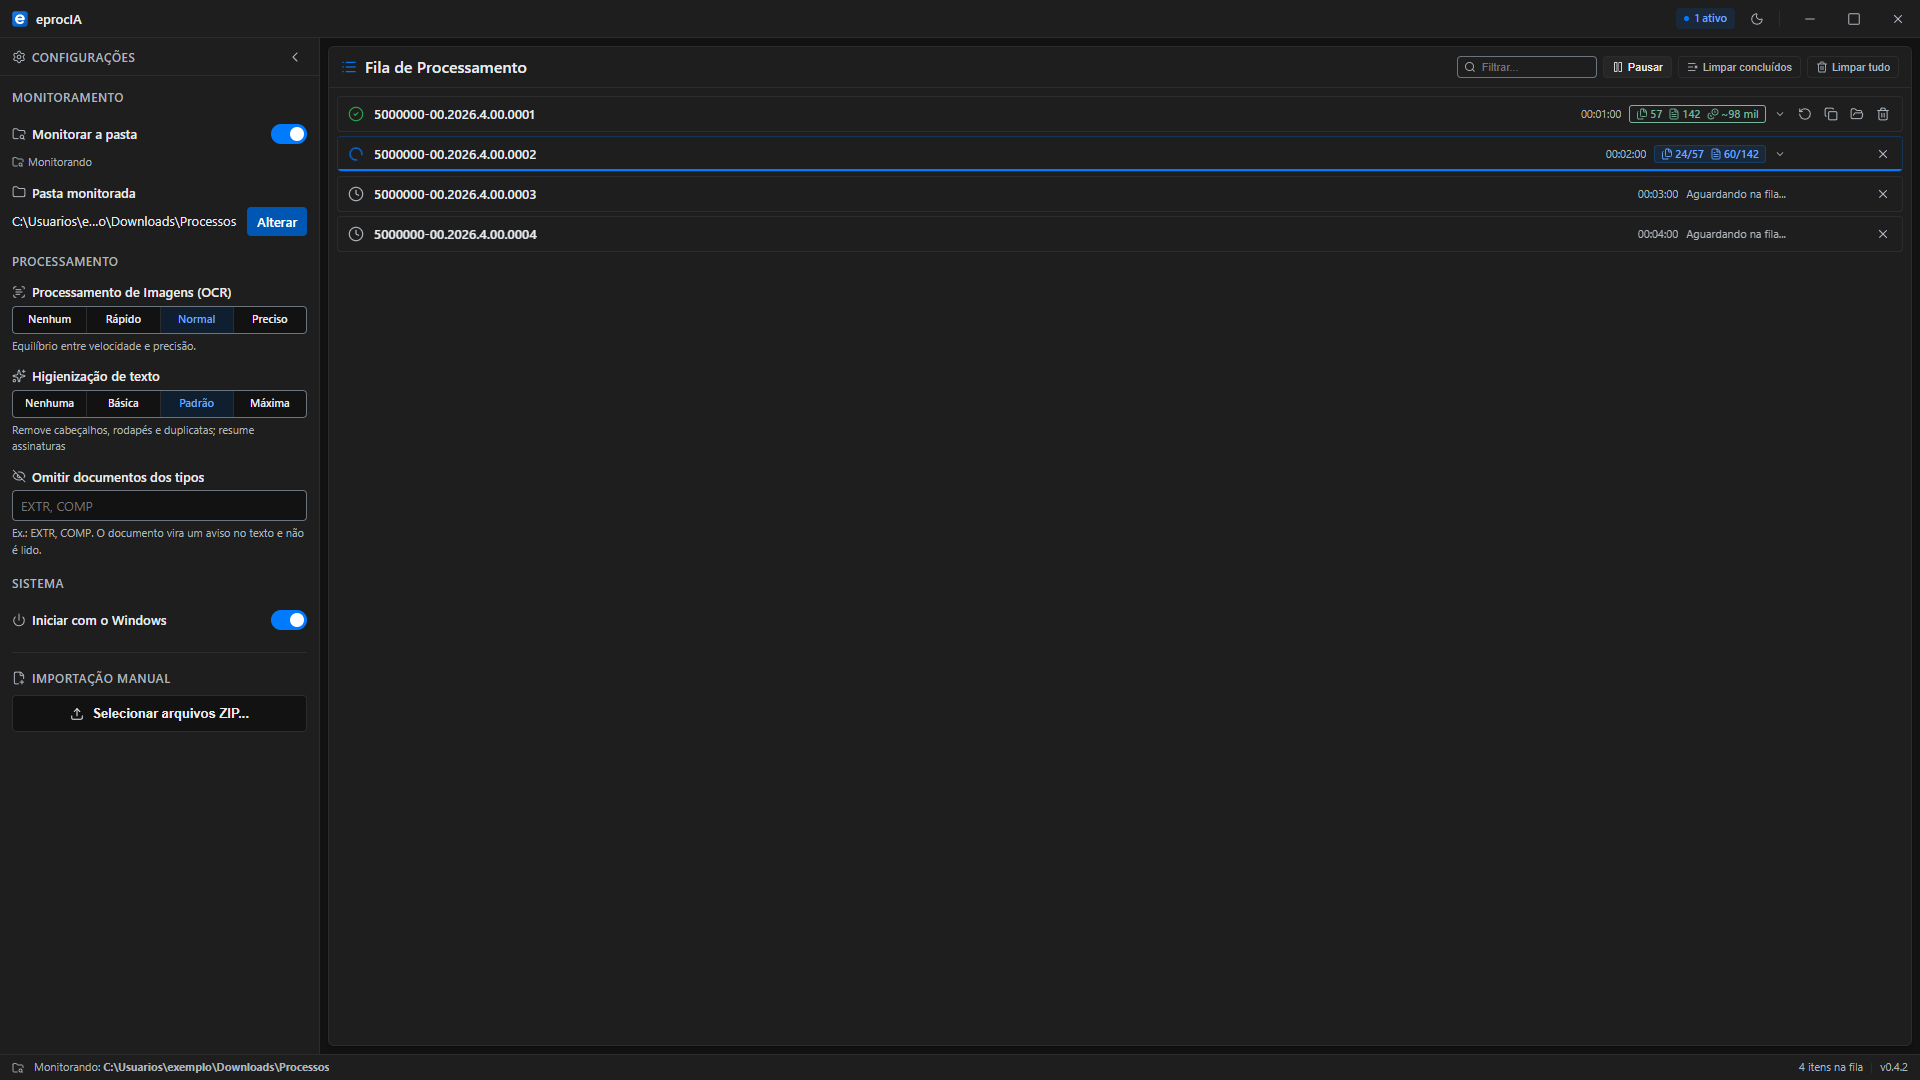 eprocIA
1 ativo
CONFIGURAÇÕES
MONITORAMENTO
Monitorar a pasta
Monitorando
Pasta monitorada
C:\Usuarios\e...o\Downloads\Processos
Alterar
PROCESSAMENTO
Processamento de Imagens (OCR)
Nenhum Rápido Normal Preciso
Equilíbrio entre velocidade e precisão.
Higienização de texto
Nenhuma Básica Padrão Máxima
Remove cabeçalhos, rodapés e duplicatas; resume
assinaturas
Omitir documentos dos tipos
EXTR, COMP
Ex.: EXTR, COMP. O documento vira um aviso no texto e não
é lido.
SISTEMA
Iniciar com o Windows
IMPORTAÇÃO MANUAL
Selecionar arquivos ZIP...
Fila de Processamento
Filtrar...
Pausar
Limpar concluídos
Limpar tudo
5000000-00.2026.4.00.0001 00:01:00 57 142 ~98 mil
5000000-00.2026.4.00.0002 00:02:00 24/57 60/142
5000000-00.2026.4.00.0003 00:03:00 Aguardando na fila...
5000000-00.2026.4.00.0004 00:04:00 Aguardando na fila...
Monitorando: C:\Usuarios\exemplo\Downloads\Processos
4 itens na fila v0.4.2